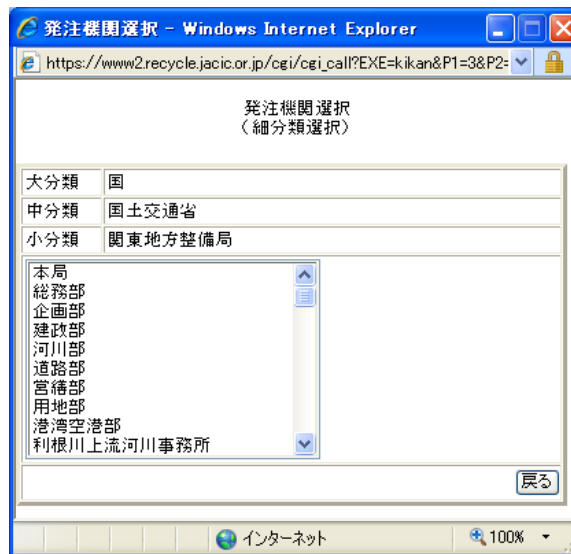 発注機関選択 - Windows Internet Explorer
https://www2.recycle.jacic.or.jp/cgi/cgi_call?EXE=kikan&P1=3&P2=
発注機関選択
(細分類選択)
大分類 国
中分類 国土交通省
小分類 関東地方整備局
本局
総務部
企画部
建政部
河川部
道路部
営繕部
用地部
港湾空港部
利根川上流河川事務所
戻る
インターネット 100%